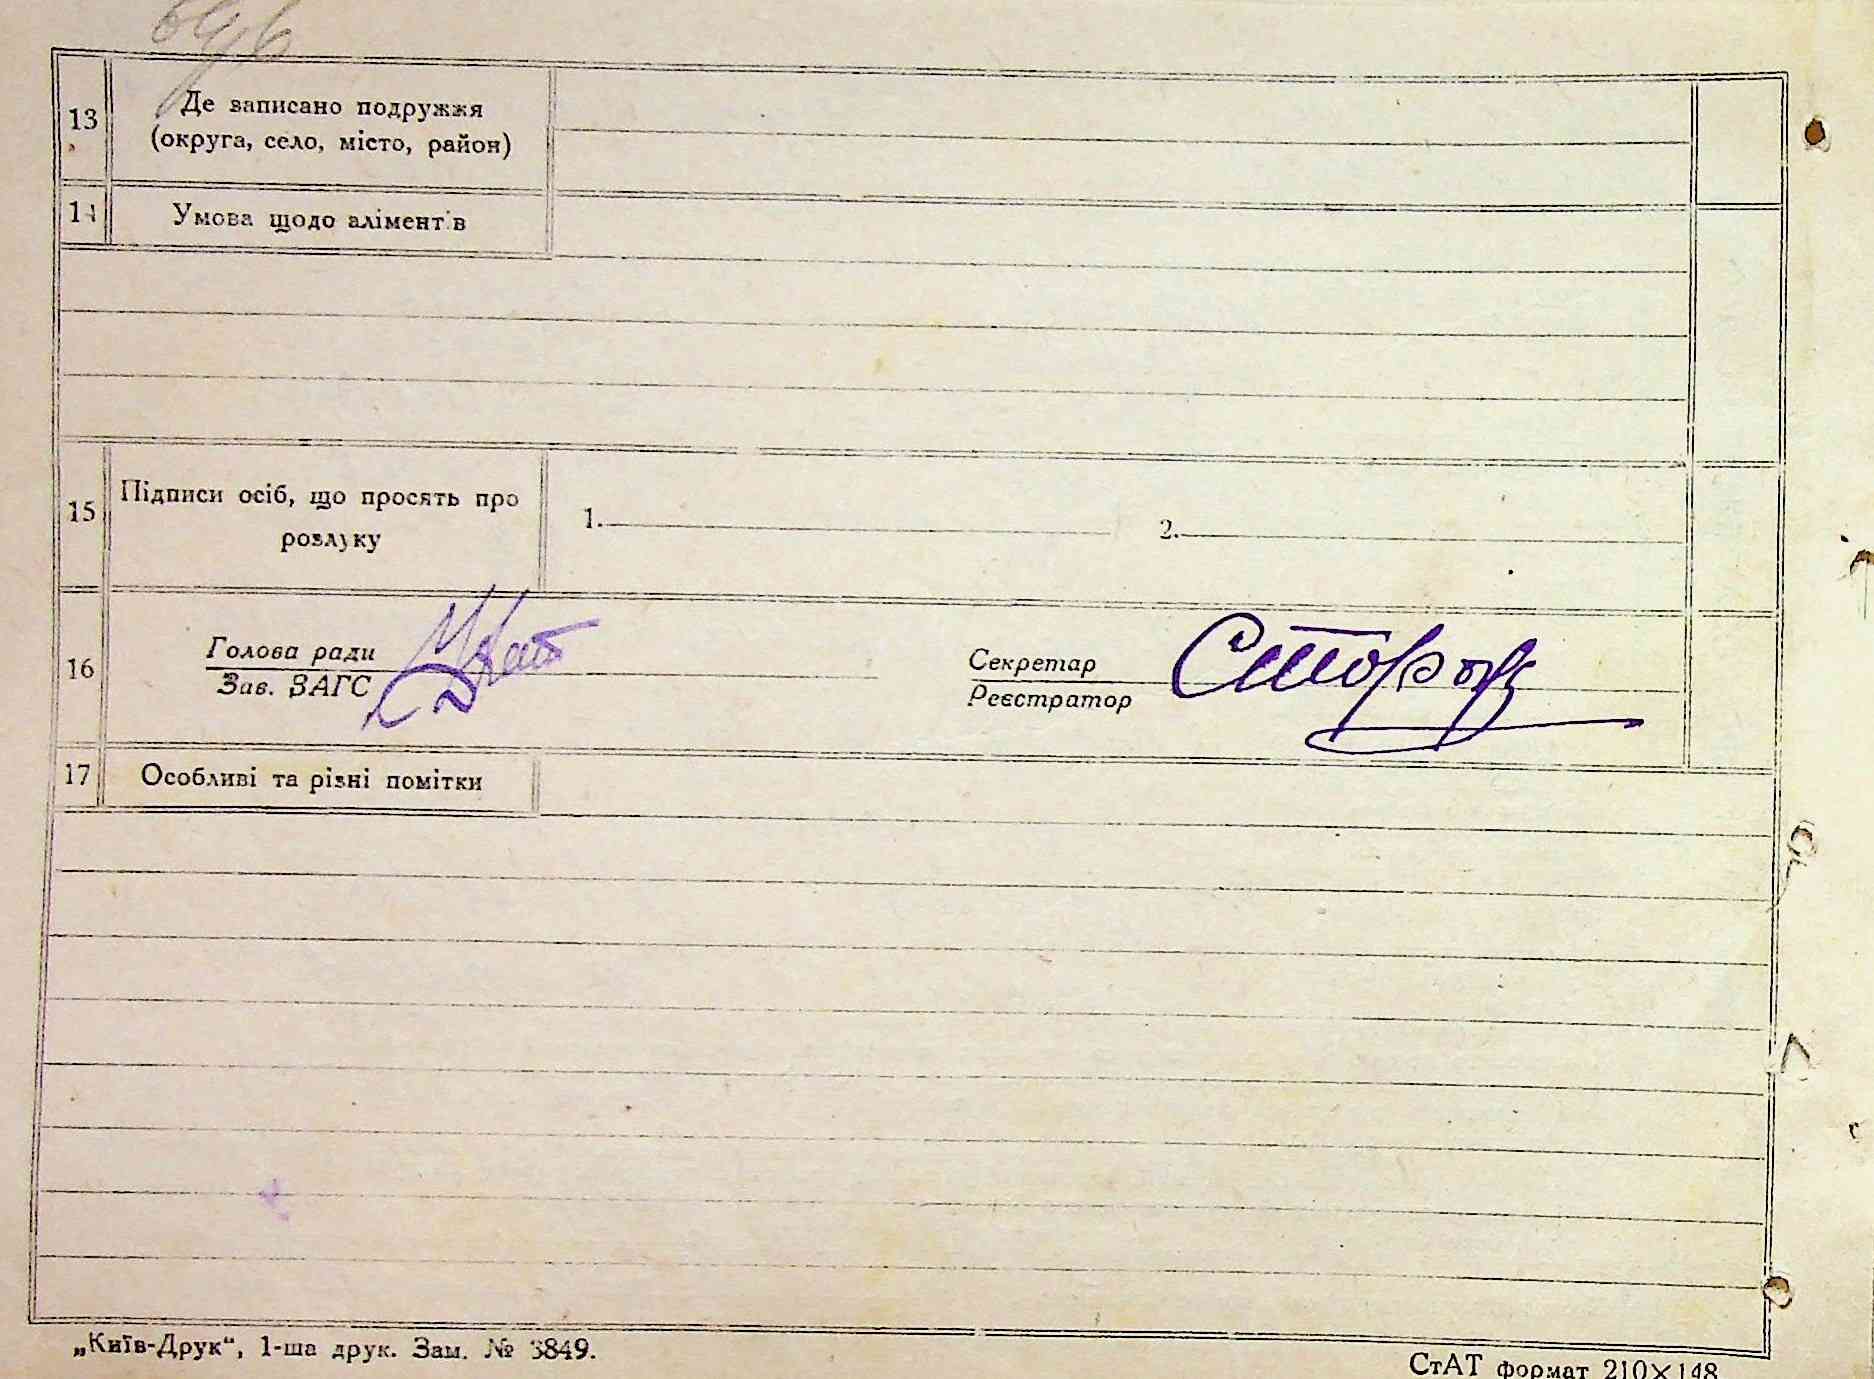 13 Де записано подружжя
(округа, село, місто, район)
14 Умова щодо аліментів
15 Підписи осіб, що просять про
розлуку
1. 2.
16 Голова ради
Зав. ЗАГС
Секретар
Реєстратор
17 Особливі та різні помітки
„Київ-Друк“, 1-ша друк. Зам. № 3849.
СтАТ формат 210×148